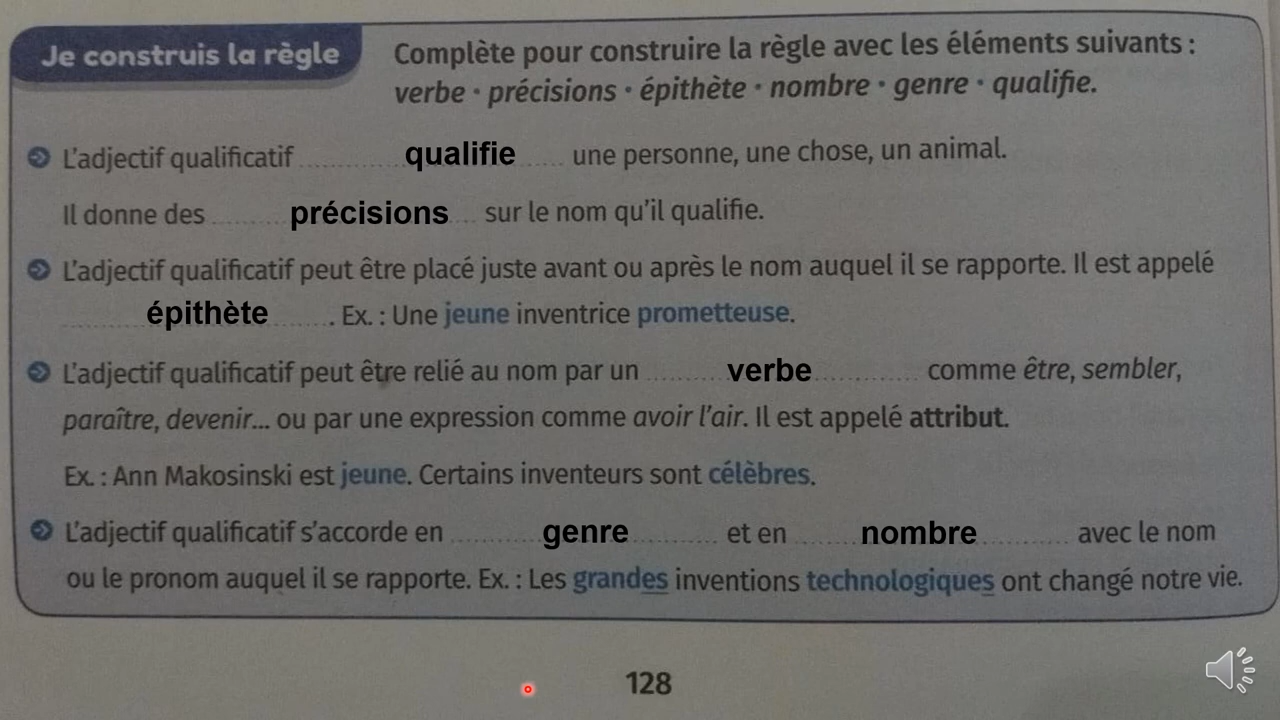 Je construis la règle
Complète pour construire la règle avec les éléments suivants :
verbe • précisions • épithète • nombre • genre • qualifie.
L'adjectif qualificatif ............ qualifie ...... une personne, une chose, un animal.
Il donne des ........... précisions .... sur le nom qu'il qualifie.
L'adjectif qualificatif peut être placé juste avant ou après le nom auquel il se rapporte. Il est appelé
............ épithète ........ . Ex. : Une jeune inventrice prometteuse.
L'adjectif qualificatif peut être relié au nom par un ............ verbe ............ comme être, sembler,
paraître, devenir... ou par une expression comme avoir l'air. Il est appelé attribut.
Ex. : Ann Makosinski est jeune. Certains inventeurs sont célèbres.
L'adjectif qualificatif s'accorde en ............ genre ............ et en ........ nombre ............ avec le nom
ou le pronom auquel il se rapporte. Ex. : Les grandes inventions technologiques ont changé notre vie.
128